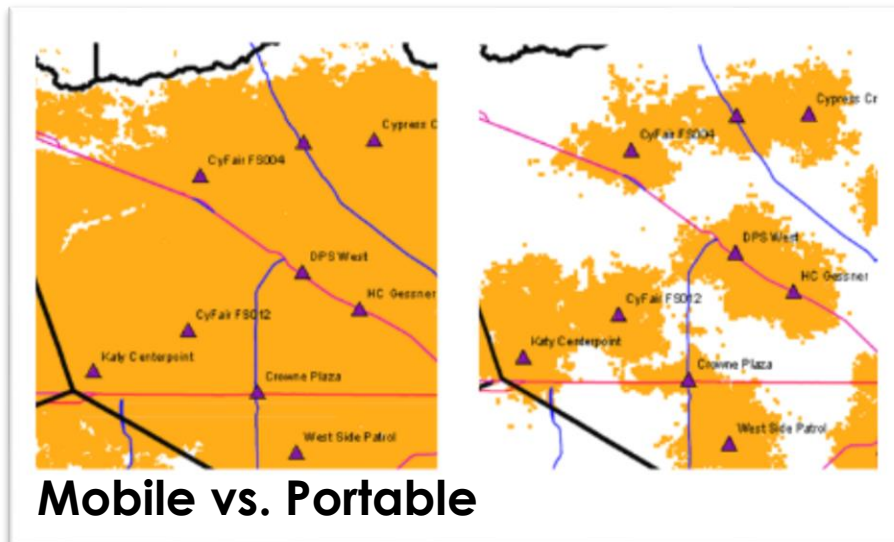 Cypress C
CyFair FS004
DPS West
HC Gessner
CyFair FS012
Katy Centerpoint
Crowne Plaza
West Side Patrol
Cypress Cr
CyFair FS004
DPS West
HC Gessner
CyFair FS012
Katy Centerpoint
Crowne Plaza
West Side Patrol
Mobile vs. Portable